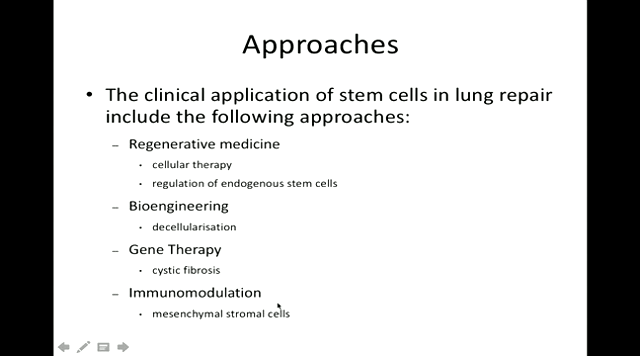 Approaches
• The clinical application of stem cells in lung repair
include the following approaches:
– Regenerative medicine
• cellular therapy
• regulation of endogenous stem cells
– Bioengineering
• decellularisation
– Gene Therapy
• cystic fibrosis
– Immunomodulation
• mesenchymal stromal cells